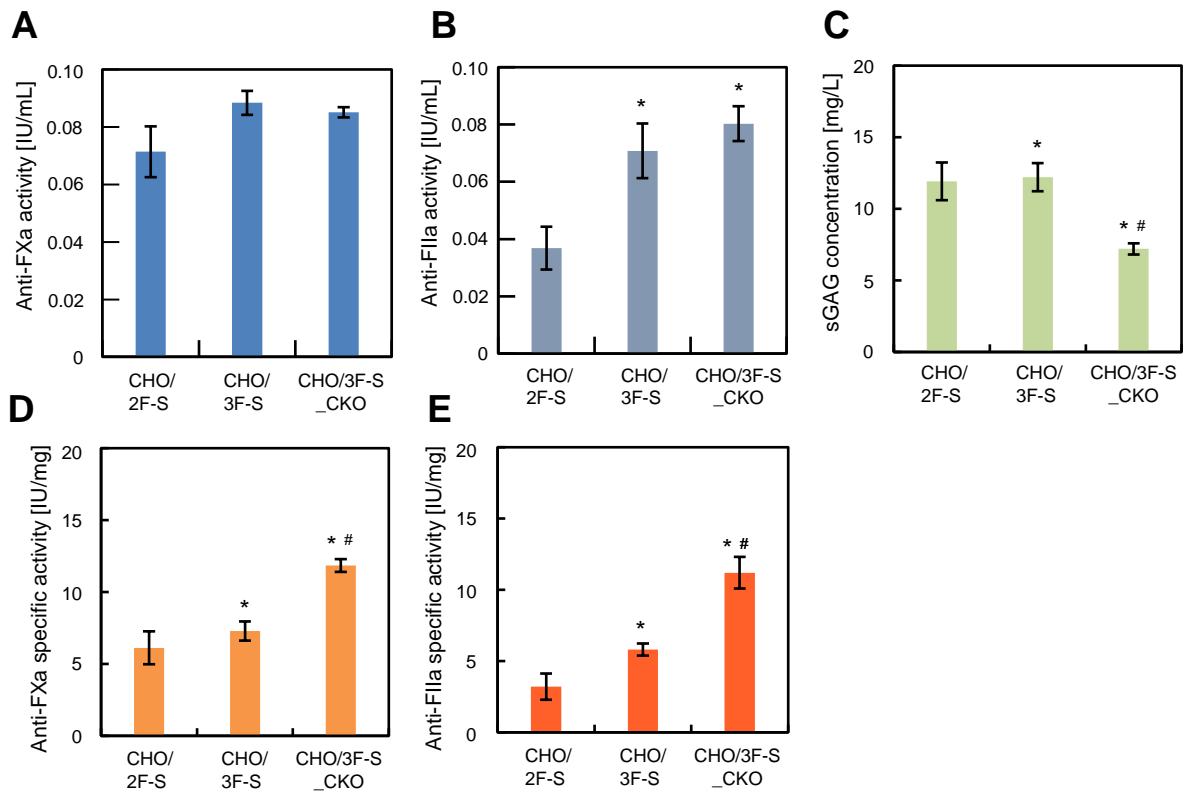 A
Anti-FXa activity [IU/mL]
0.10
0.08
0.06
0.04
0.02
0
CHO/
2F-S
CHO/
3F-S
CHO/3F-S
_CKO
B
Anti-FIIa activity [IU/mL]
0.10
0.08
0.06
0.04
0.02
0
*
*
CHO/
2F-S
CHO/
3F-S
CHO/3F-S
_CKO
C
sGAG concentration [mg/L]
20
15
10
5
0
*
* #
CHO/
2F-S
CHO/
3F-S
CHO/3F-S
_CKO
D
Anti-FXa specific activity [IU/mg]
20
15
10
5
0
*
* #
CHO/
2F-S
CHO/
3F-S
CHO/3F-S
_CKO
E
Anti-FIIa specific activity [IU/mg]
20
15
10
5
0
*
* #
CHO/
2F-S
CHO/
3F-S
CHO/3F-S
_CKO